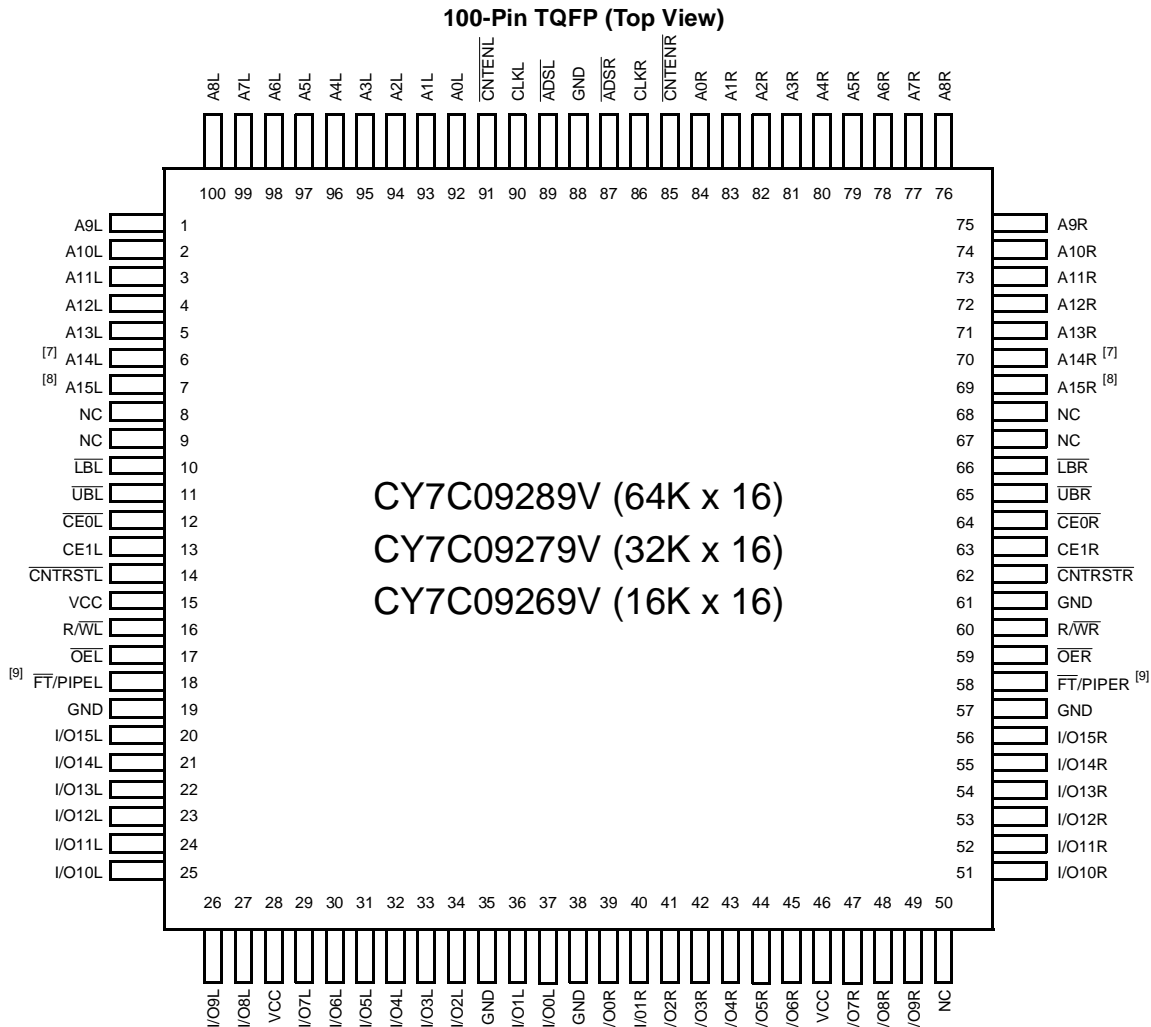 100-Pin TQFP (Top View)
A8L A7L A6L A5L A4L A3L A2L A1L A0L CNTENL CLKL ADSL GND ADSR CLKR CNTENR A0R A1R A2R A3R A4R A5R A6R A7R A8R
100 99 98 97 96 95 94 93 92 91 90 89 88 87 86 85 84 83 82 81 80 79 78 77 76
A9L 1 75 A9R
A10L 2 74 A10R
A11L 3 73 A11R
A12L 4 72 A12R
A13L 5 71 A13R
[7] A14L 6 70 A14R [7]
[8] A15L 7 69 A15R [8]
NC 8 68 NC
NC 9 67 NC
LBL 10 66 LBR
UBL 11 65 UBR
CE0L 12 64 CE0R
CE1L 13 63 CE1R
CNTRSTL 14 62 CNTRSTR
VCC 15 61 GND
R/WL 16 60 R/WR
OEL 17 59 OER
[9] FT/PIPEL 18 58 FT/PIPER [9]
GND 19 57 GND
I/O15L 20 56 I/O15R
I/O14L 21 55 I/O14R
I/O13L 22 54 I/O13R
I/O12L 23 53 I/O12R
I/O11L 24 52 I/O11R
I/O10L 25 51 I/O10R
CY7C09289V (64K x 16)
CY7C09279V (32K x 16)
CY7C09269V (16K x 16)
26 27 28 29 30 31 32 33 34 35 36 37 38 39 40 41 42 43 44 45 46 47 48 49 50
I/O9L I/O8L VCC I/O7L I/O6L I/O5L I/O4L I/O3L I/O2L GND I/O1L I/O0L GND /O0R I/01R /O2R /O3R /O4R /O5R /O6R VCC /O7R /O8R /O9R NC